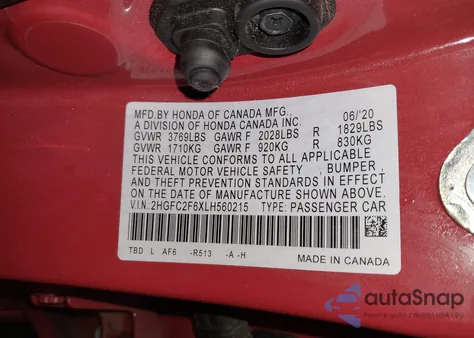 MFD.BY HONDA OF CANADA MFG., 06/'20
A DIVISION OF HONDA CANADA INC.
GVWR 3769LBS GAWR F 2028LBS R 1829LBS
GVWR 1710KG GAWR F 920KG R 830KG
THIS VEHICLE CONFORMS TO ALL APPLICABLE
FEDERAL MOTOR VEHICLE SAFETY , BUMPER ,
AND THEFT PREVENTION STANDARDS IN EFFECT
ON THE DATE OF MANUFACTURE SHOWN ABOVE.
V.I.N.:2HGFC2F6XLH560215 TYPE: PASSENGER CAR
TBD L AF6 -R513 -A -H
MADE IN CANADA
autaSnap